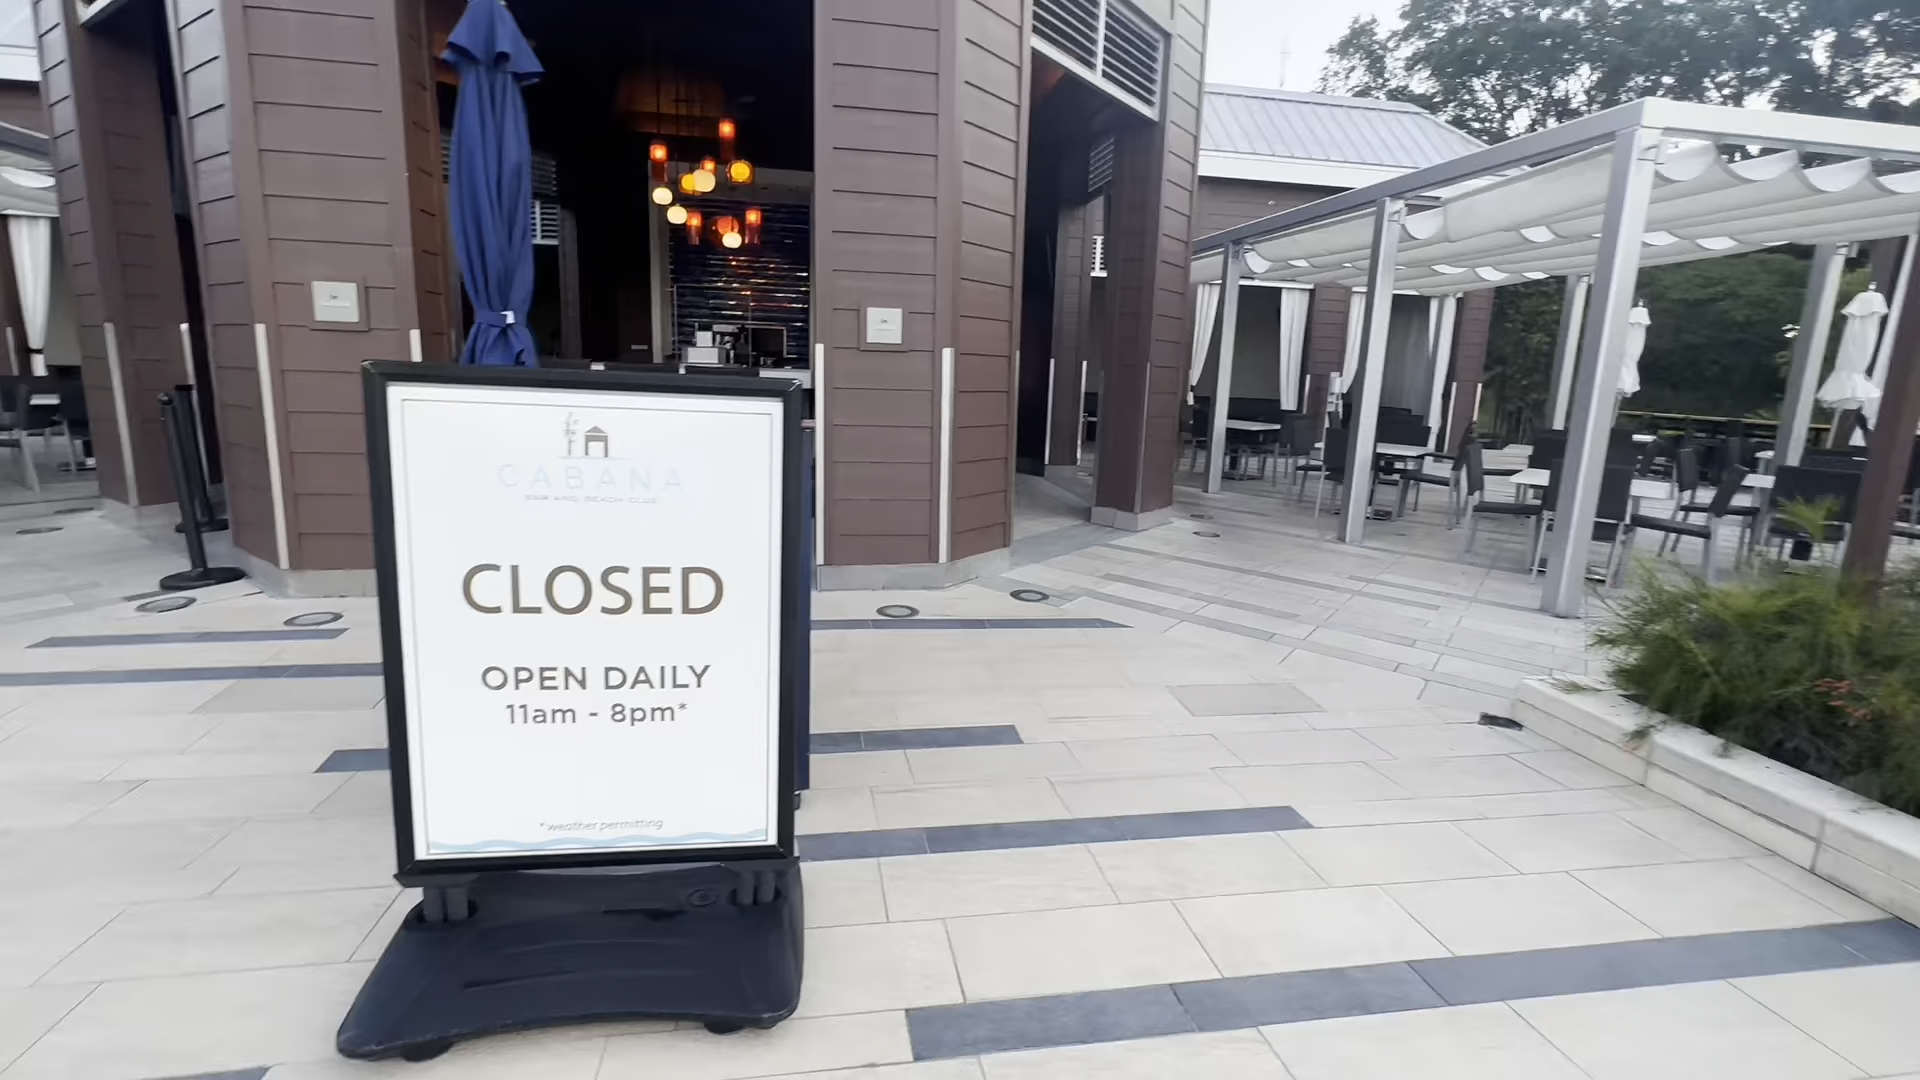 CABANA
BAR AND BEACH CLUB
CLOSED
OPEN DAILY
11am - 8pm*
*weather permitting